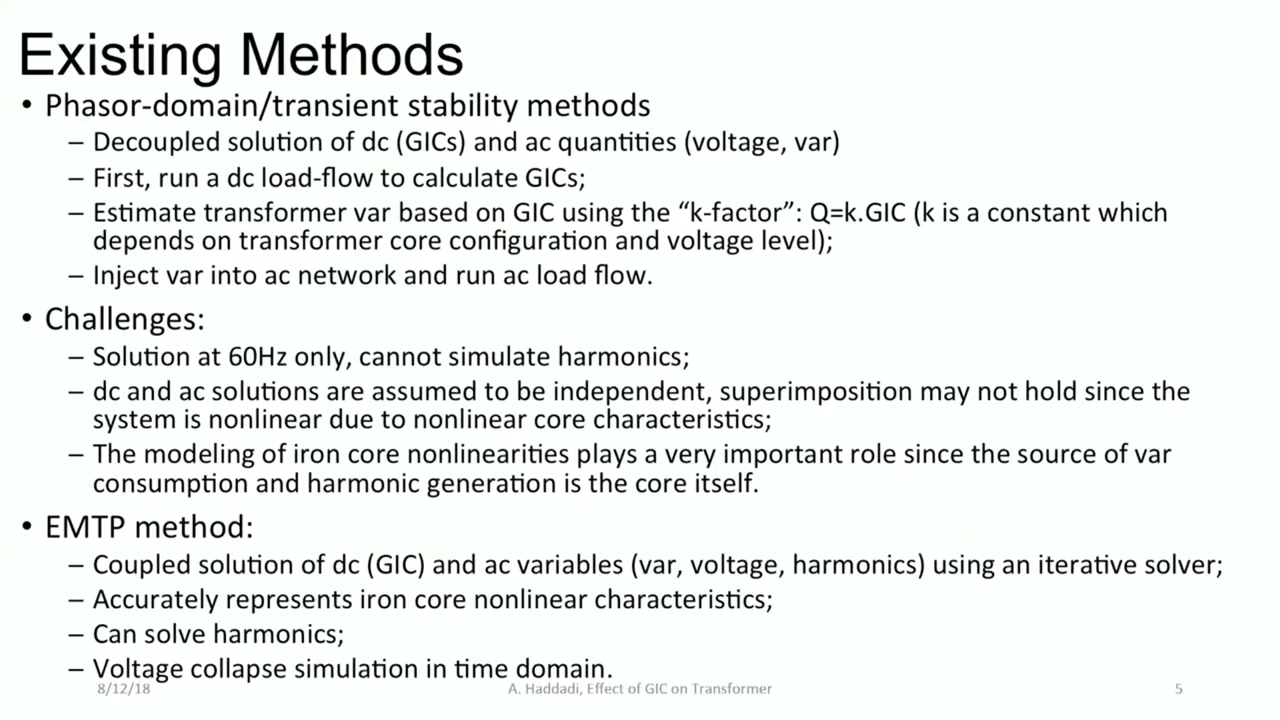 Existing Methods
• Phasor-domain/transient stability methods
– Decoupled solution of dc (GICs) and ac quantities (voltage, var)
– First, run a dc load-flow to calculate GICs;
– Estimate transformer var based on GIC using the “k-factor”: Q=k.GIC (k is a constant which
depends on transformer core configuration and voltage level);
– Inject var into ac network and run ac load flow.
• Challenges:
– Solution at 60Hz only, cannot simulate harmonics;
– dc and ac solutions are assumed to be independent, superimposition may not hold since the
system is nonlinear due to nonlinear core characteristics;
– The modeling of iron core nonlinearities plays a very important role since the source of var
consumption and harmonic generation is the core itself.
• EMTP method:
– Coupled solution of dc (GIC) and ac variables (var, voltage, harmonics) using an iterative solver;
– Accurately represents iron core nonlinear characteristics;
– Can solve harmonics;
– Voltage collapse simulation in time domain.
8/12/18 A. Haddadi, Effect of GIC on Transformer 5